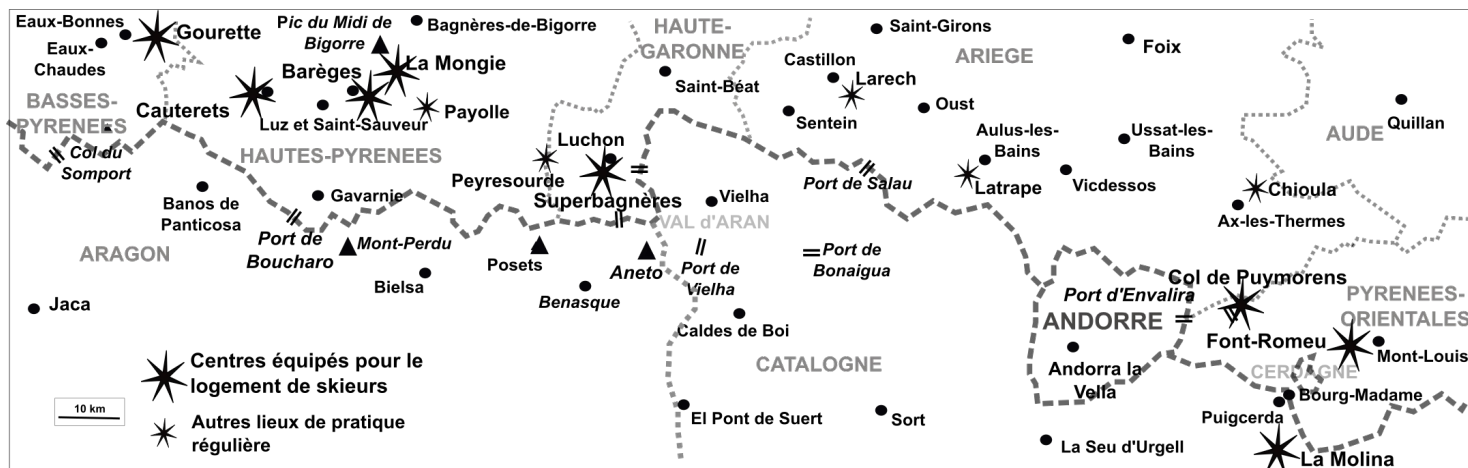 Eaux-Bonnes
Gourette
Eaux-
Chaudes
Pic du Midi de
Bigorre
Bagnères-de-Bigorre
HAUTE-
GARONNE
Saint-Girons
ARIEGE
Foix
La Mongie
Barèges
Castillon
Larech
Saint-Béat
BASSES-
PYRENEES
Cauterets
Luz et Saint-Sauveur
Payolle
Sentein
Oust
Quillan
AUDE
Col du
Somport
HAUTES-PYRENEES
Luchon
Aulus-les-
Bains
Ussat-les-
Bains
Peyresourde
Port de Salau
Latrape
Vicdessos
Chioula
Banos de
Panticosa
Gavarnie
Superbagnères
Vielha
VAL d'ARAN
Ax-les-Thermes
ARAGON
Port de
Boucharo
Mont-Perdu
Posets
Aneto
Port de
Vielha
Port de
Bonaigua
Bielsa
Benasque
Col de Puymorens
Port d'Envalira
PYRENEES-
ORIENTALES
Jaca
Caldes de Boi
ANDORRE
Font-Romeu
Mont-Louis
Centres équipés pour le
logement de skieurs
CATALOGNE
Andorra la
Vella
CERDAGNE
Bourg-Madame
10 km
Autres lieux de pratique
régulière
El Pont de Suert
Sort
Puigcerda
La Seu d'Urgell
La Molina